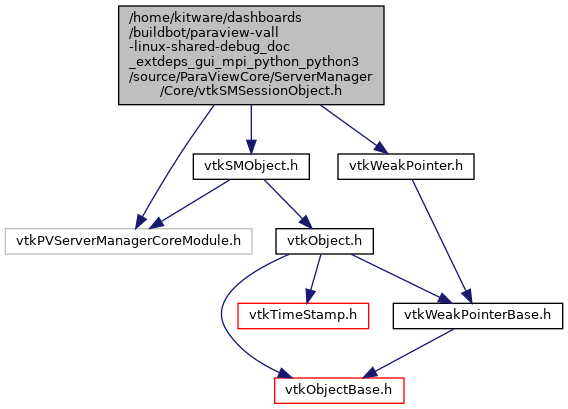 /home/kitware/dashboards
/buildbot/paraview-vall
-linux-shared-debug_doc
_extdeps_gui_mpi_python_python3
/source/ParaViewCore/ServerManager
/Core/vtkSMSessionObject.h
vtkSMObject.h
vtkWeakPointer.h
vtkPVServerManagerCoreModule.h
vtkObject.h
vtkTimeStamp.h
vtkWeakPointerBase.h
vtkObjectBase.h